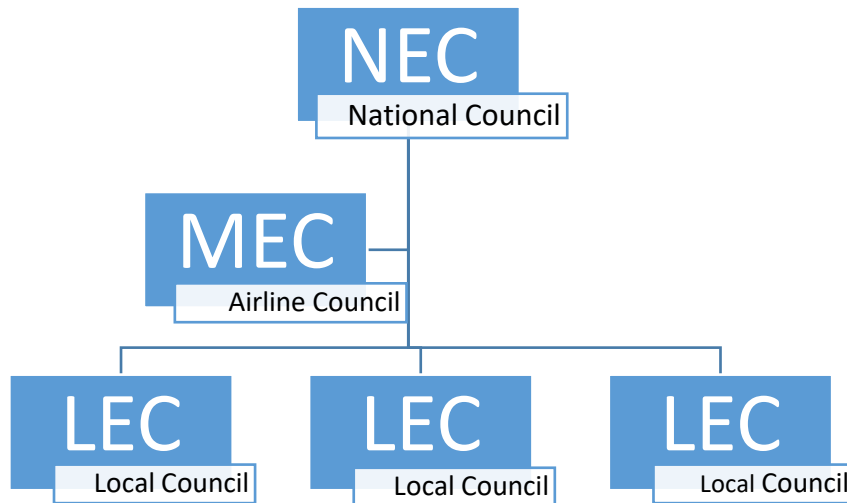 NEC
National Council
MEC
Airline Council
LEC
Local Council
LEC
Local Council
LEC
Local Council